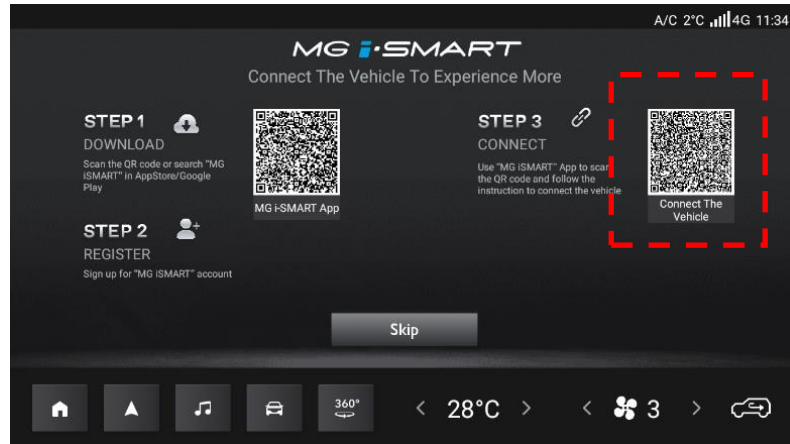 A/C 2°C 4G 11:34
MG i·SMART
Connect The Vehicle To Experience More
STEP 1
DOWNLOAD
Scan the QR code or search "MG
iSMART" in AppStore/Google
Play
MG i-SMART App
STEP 2
REGISTER
Sign up for "MG iSMART" account
STEP 3
CONNECT
Use "MG iSMART" App to scan
the QR code and follow the
instruction to connect the vehicle
Connect The
Vehicle
Skip
360°
28°C
3